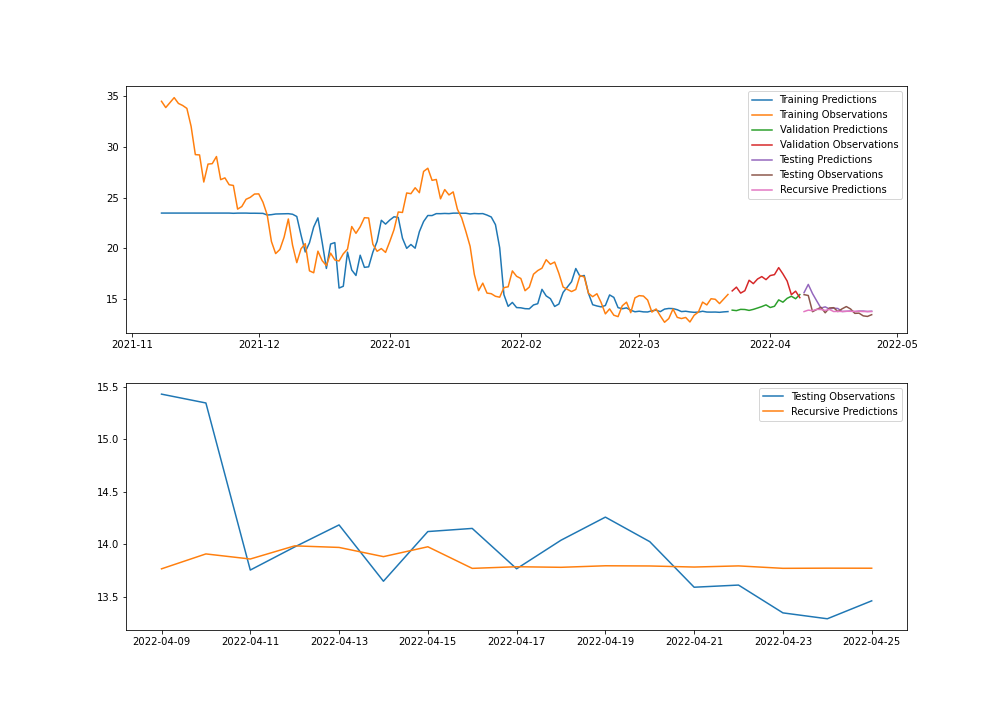 35
30
25
20
15
2021-11
2021-12
2022-01
2022-02
2022-03
2022-04
2022-05
Training Predictions
Training Observations
Validation Predictions
Validation Observations
Testing Predictions
Testing Observations
Recursive Predictions
15.5
15.0
14.5
14.0
13.5
2022-04-09
2022-04-11
2022-04-13
2022-04-15
2022-04-17
2022-04-19
2022-04-21
2022-04-23
2022-04-25
Testing Observations
Recursive Predictions